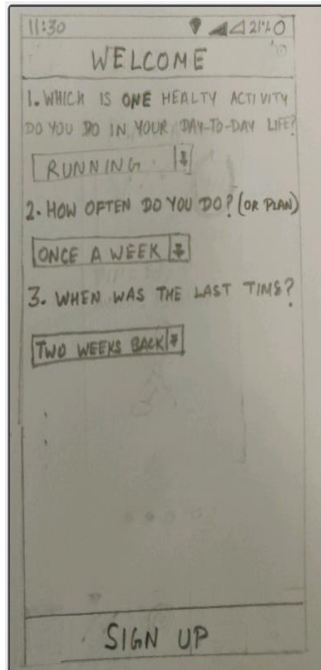 11:30 21%
WELCOME
1. WHICH IS ONE HEALTY ACTIVITY
DO YOU DO IN YOUR DAY-TO-DAY LIFE?
RUNNING
2. HOW OFTEN DO YOU DO? (OR PLAN)
ONCE A WEEK
3. WHEN WAS THE LAST TIME?
TWO WEEKS BACK
SIGN UP